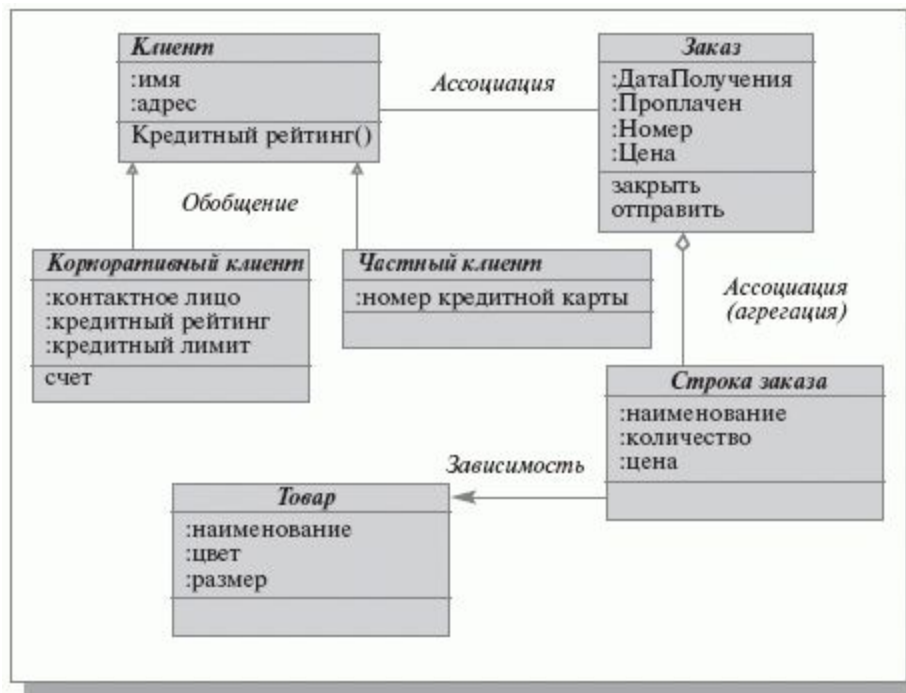 Клиент
:имя
:адрес
Кредитный рейтинг()
Ассоциация
Заказ
:ДатаПолучения
:Проплачен
:Номер
:Цена
закрыть
отправить
Обобщение
Корпоративный клиент
:контактное лицо
:кредитный рейтинг
:кредитный лимит
счет
Частный клиент
:номер кредитной карты
Ассоциация
(агрегация)
Строка заказа
:наименование
:количество
:цена
Зависимость
Товар
:наименование
:цвет
:размер